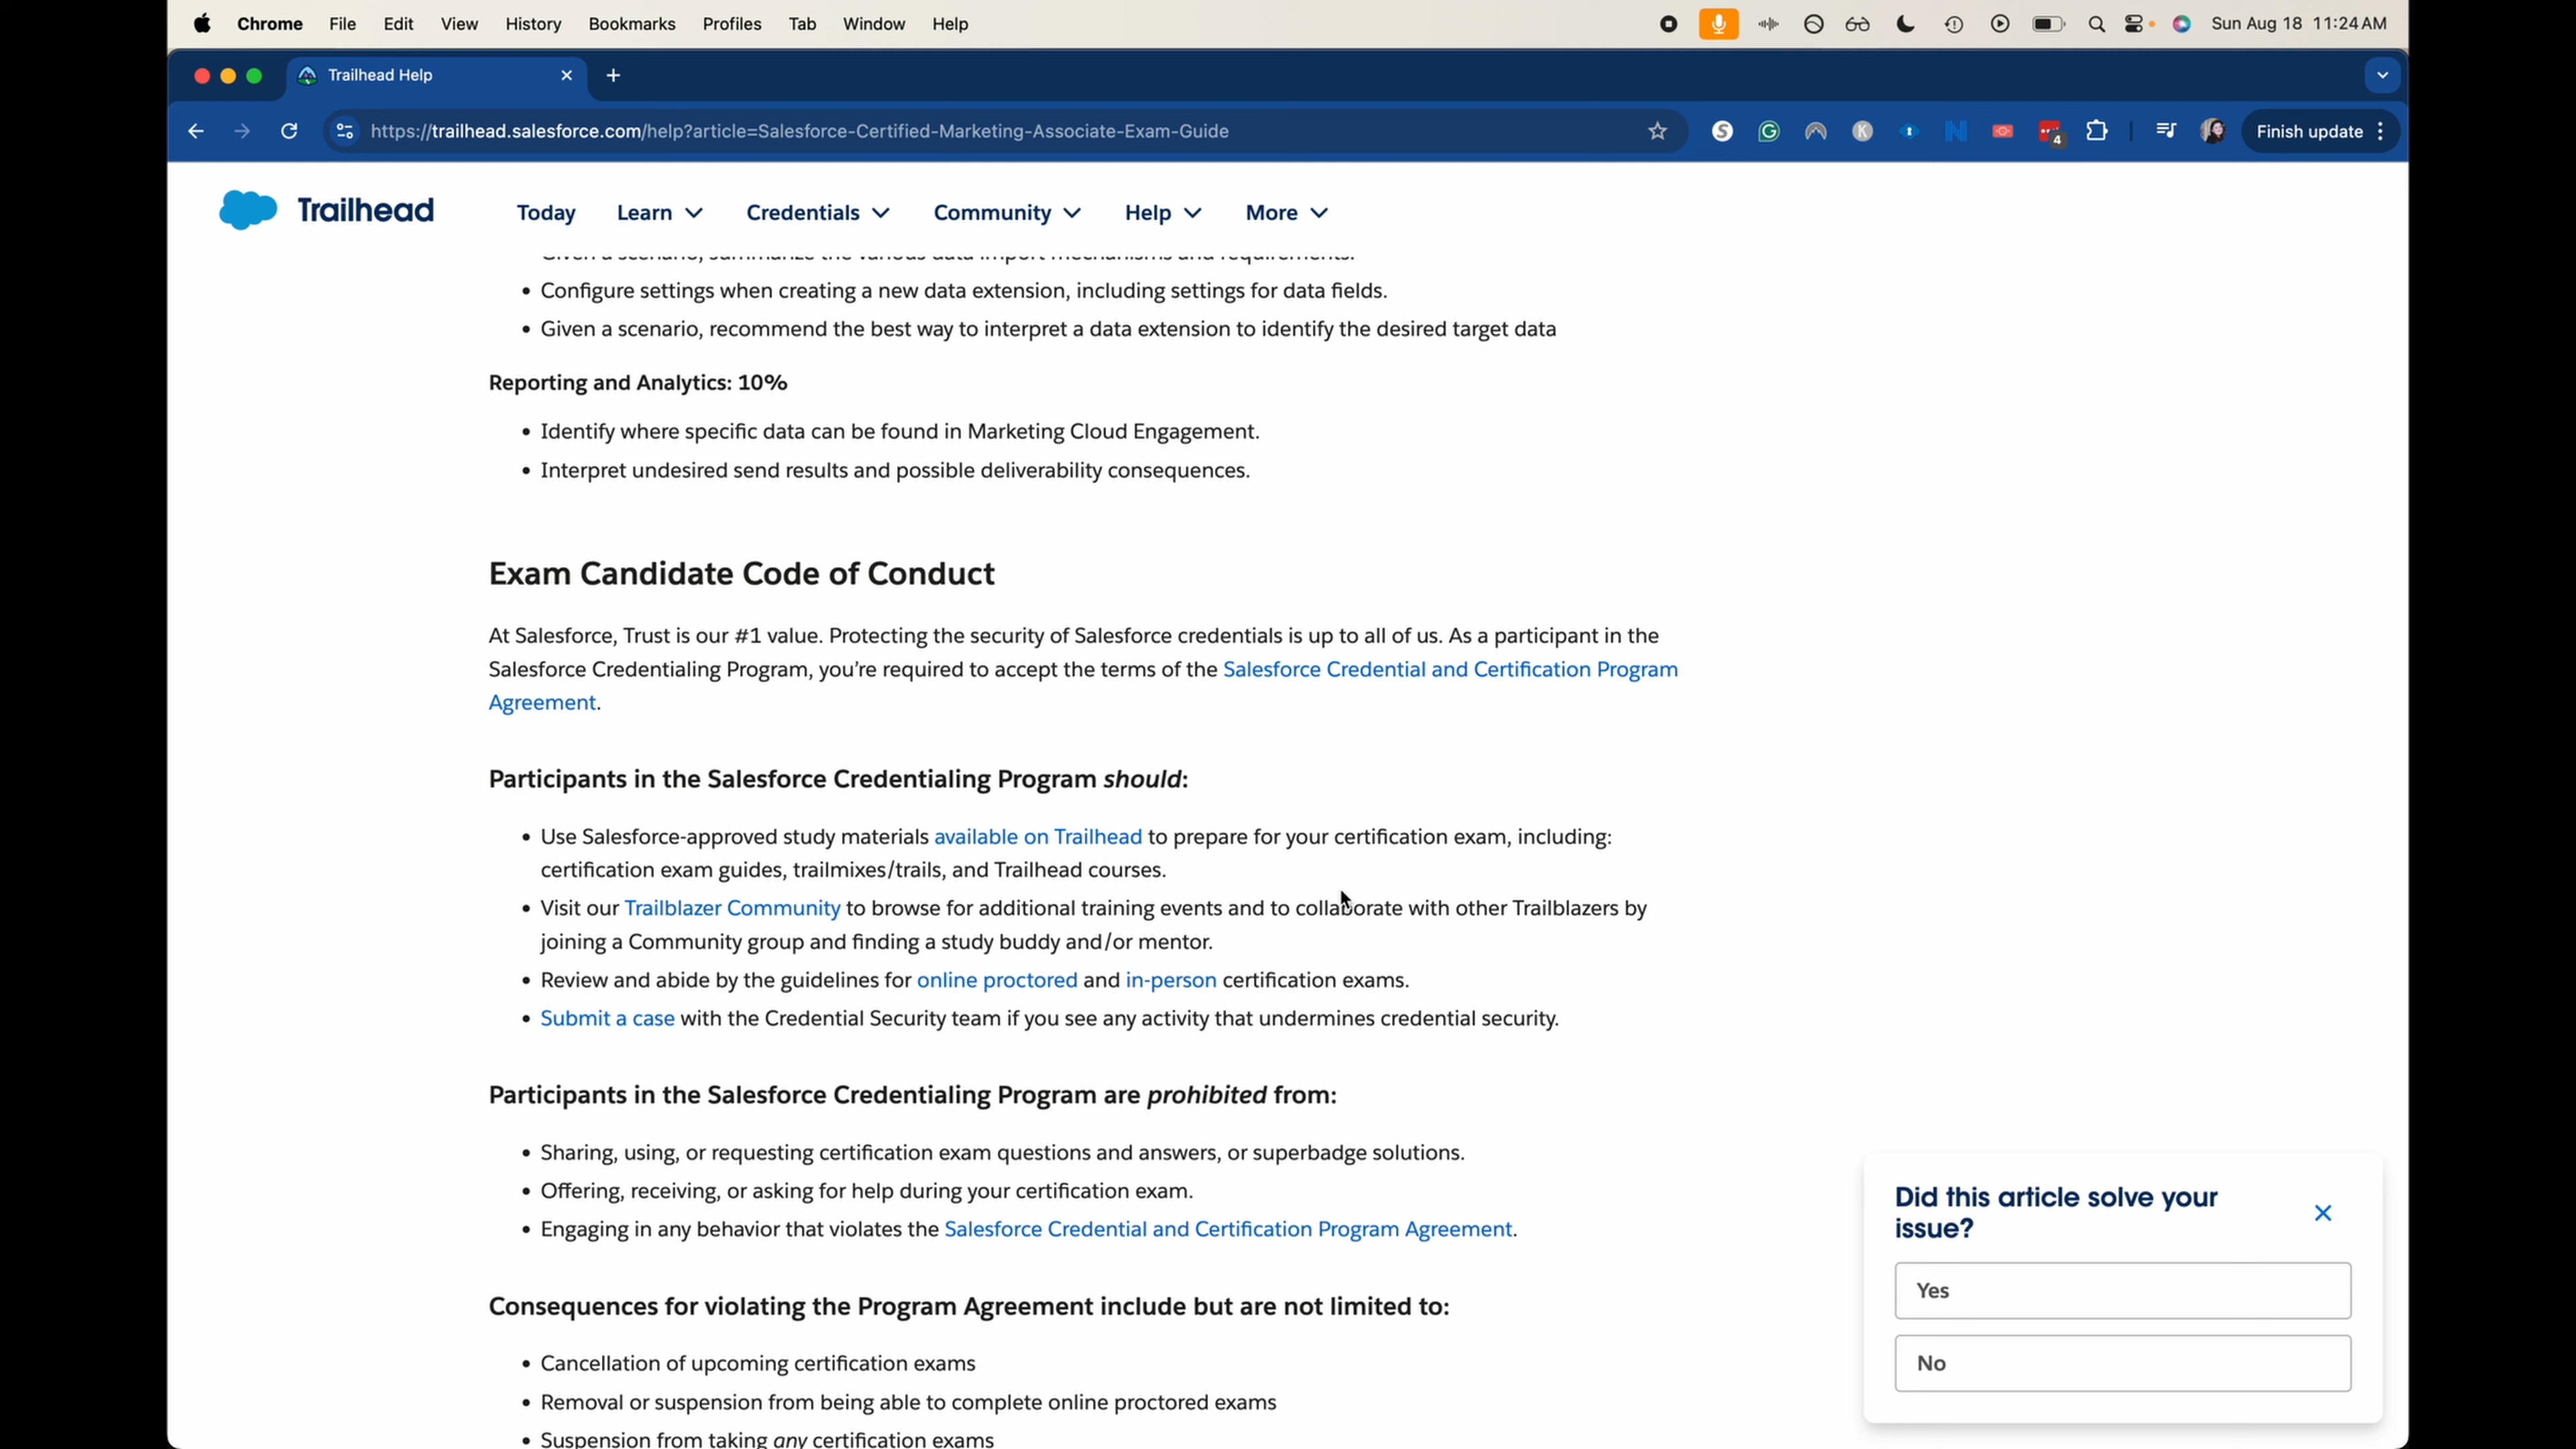 Chrome File Edit View History Bookmarks Profiles Tab Window Help Sun Aug 18 11:24 AM
Trailhead Help
https://trailhead.salesforce.com/help?article=Salesforce-Certified-Marketing-Associate-Exam-Guide
4
Finish update
Trailhead Today Learn Credentials Community Help More
Given a scenario, summarize the various data import mechanisms and requirements.
• Configure settings when creating a new data extension, including settings for data fields.
• Given a scenario, recommend the best way to interpret a data extension to identify the desired target data
Reporting and Analytics: 10%
• Identify where specific data can be found in Marketing Cloud Engagement.
• Interpret undesired send results and possible deliverability consequences.
Exam Candidate Code of Conduct
At Salesforce, Trust is our #1 value. Protecting the security of Salesforce credentials is up to all of us. As a participant in the
Salesforce Credentialing Program, you're required to accept the terms of the Salesforce Credential and Certification Program
Agreement.
Participants in the Salesforce Credentialing Program should:
• Use Salesforce-approved study materials available on Trailhead to prepare for your certification exam, including:
certification exam guides, trailmixes/trails, and Trailhead courses.
• Visit our Trailblazer Community to browse for additional training events and to collaborate with other Trailblazers by
joining a Community group and finding a study buddy and/or mentor.
• Review and abide by the guidelines for online proctored and in-person certification exams.
• Submit a case with the Credential Security team if you see any activity that undermines credential security.
Participants in the Salesforce Credentialing Program are prohibited from:
• Sharing, using, or requesting certification exam questions and answers, or superbadge solutions.
• Offering, receiving, or asking for help during your certification exam.
• Engaging in any behavior that violates the Salesforce Credential and Certification Program Agreement.
Consequences for violating the Program Agreement include but are not limited to:
• Cancellation of upcoming certification exams
• Removal or suspension from being able to complete online proctored exams
• Suspension from taking any certification exams
Did this article solve your
issue?
Yes
No